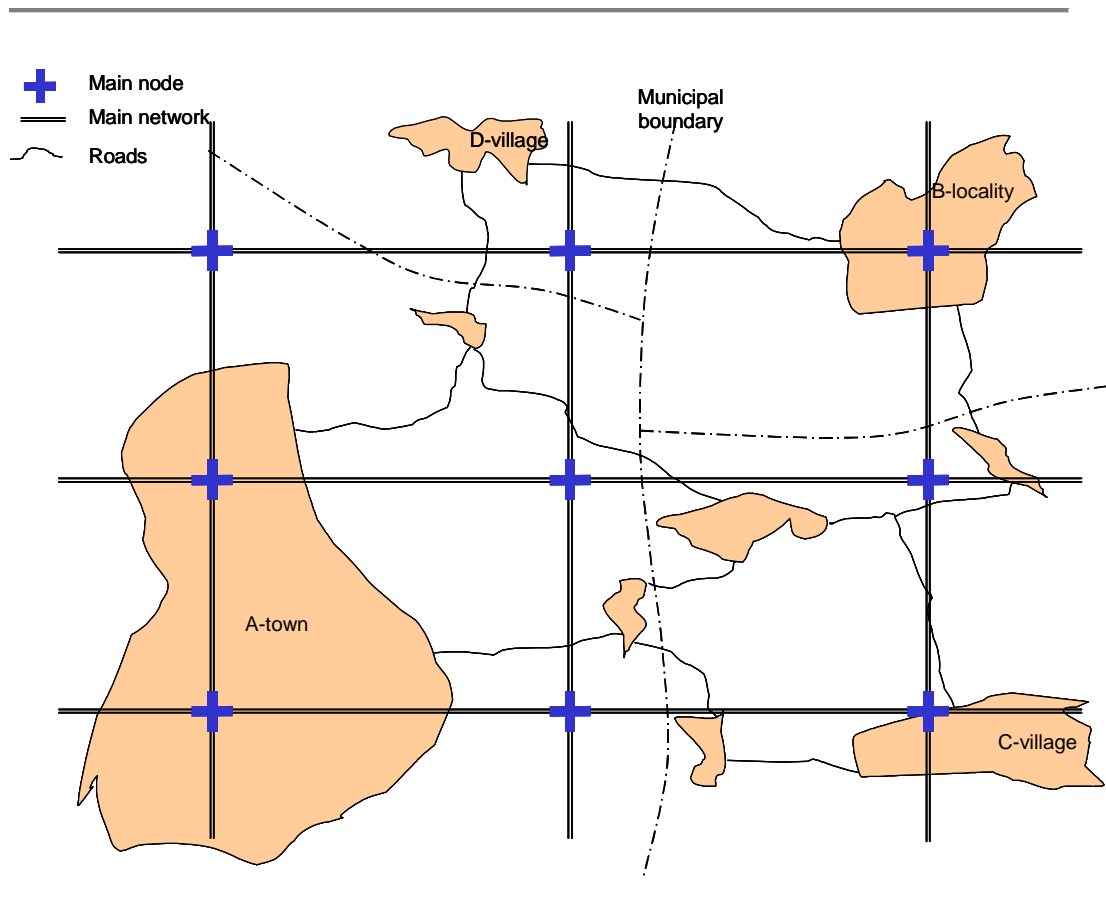 Main node
Main network
Roads
Municipal
boundary
D-village
B-locality
A-town
C-village